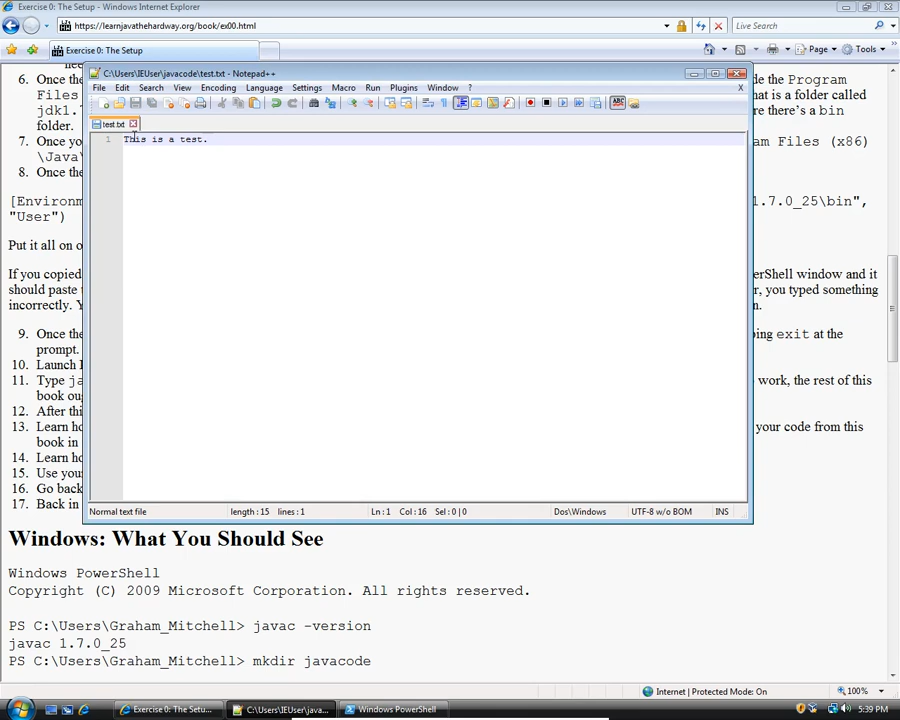 Exercise 0: The Setup - Windows Internet Explorer
https://learnjavathehardway.org/book/ex00.html
Live Search
Exercise 0: The Setup
Page
Tools
C:\Users\IEUser\javacode\test.txt - Notepad++
File Edit Search View Encoding Language Settings Macro Run Plugins Window ? X
test.txt
1 This is a test.
Normal text file length : 15 lines : 1 Ln : 1 Col : 16 Sel : 0 | 0 Dos\Windows UTF-8 w/o BOM INS
6. Once the
de the Program
Files
hat is a folder called
jdk1.
re there's a bin
folder.
7. Once yo
am Files (x86)
\Java\
8. Once the
[Environm
1.7.0_25\bin",
"User")
Put it all on o
If you copied
erShell window and it
should paste t
r, you typed something
incorrectly. Y
n.
9. Once the
ping exit at the
prompt.
10. Launch
11. Type ja
work, the rest of this
book oug
12. After thi
13. Learn ho
your code from this
book in
14. Learn ho
15. Use your
16. Go back
17. Back in
Windows: What You Should See
Windows PowerShell
Copyright (C) 2009 Microsoft Corporation. All rights reserved.
PS C:\Users\Graham_Mitchell> javac -version
javac 1.7.0_25
PS C:\Users\Graham_Mitchell> mkdir javacode
Internet | Protected Mode: On
100%
Exercise 0: The Setu...
C:\Users\IEUser\java...
Windows PowerShell
5:39 PM